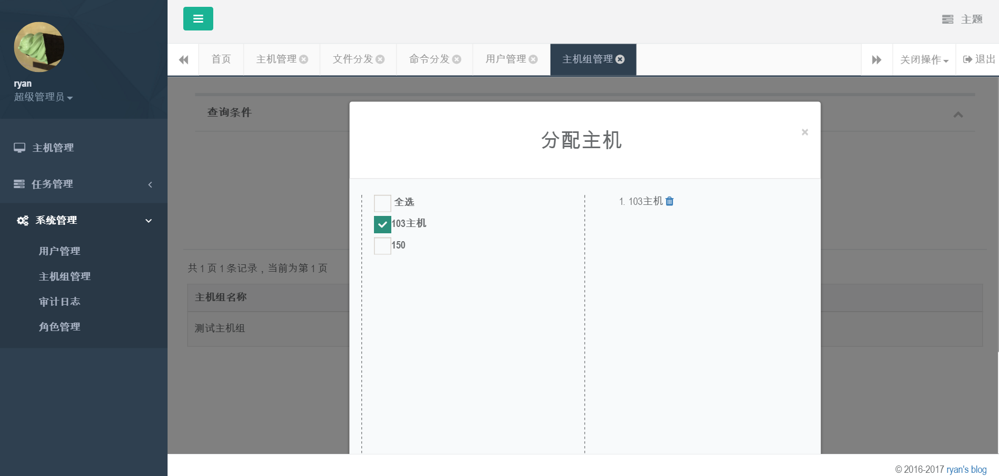 主题
首页 主机管理 文件分发 命令分发 用户管理 主机组管理 关闭操作 退出
ryan
超级管理员
主机管理
任务管理
系统管理
用户管理
主机组管理
审计日志
角色管理
查询条件
共 1 页 1 条记录，当前为第 1 页
主机组名称
测试主机组
分配主机
×
全选
103主机
150
1. 103主机
© 2016-2017 ryan's blog